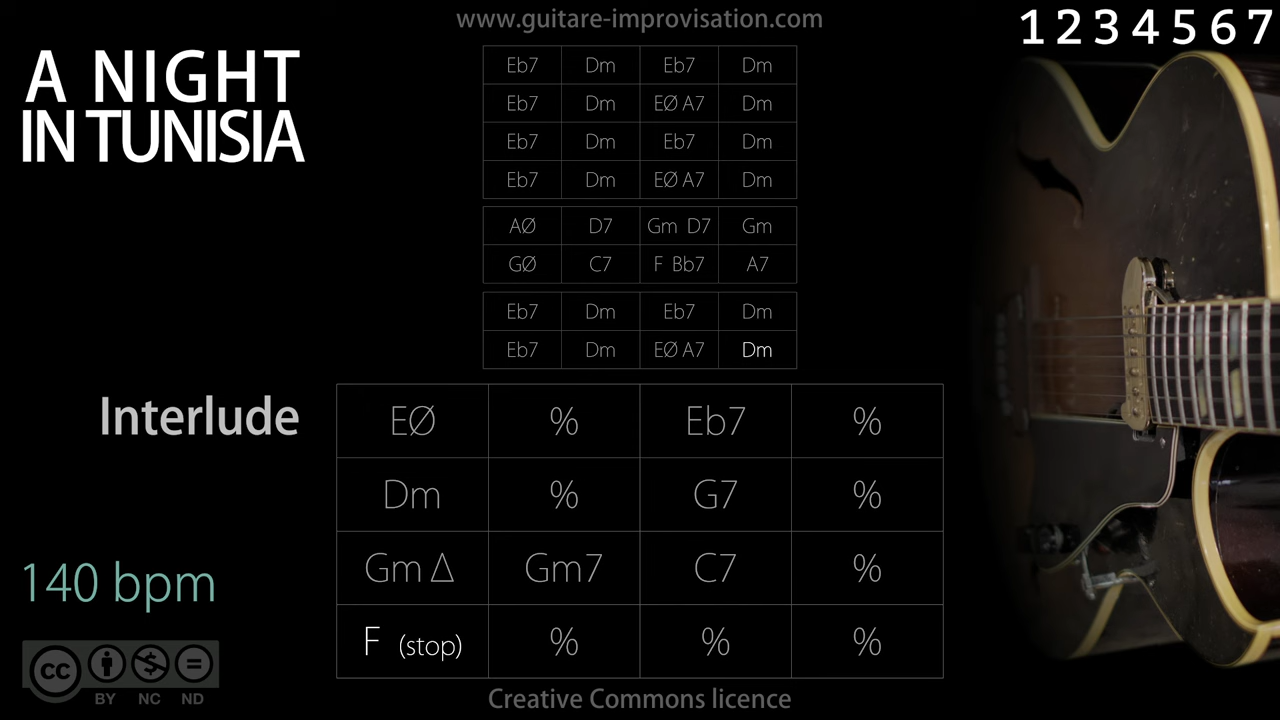 www.guitare-improvisation.com
1 2 3 4 5 6 7
A NIGHT
IN TUNISIA
Eb7 Dm Eb7 Dm
Eb7 Dm EØ A7 Dm
Eb7 Dm Eb7 Dm
Eb7 Dm EØ A7 Dm
AØ D7 Gm D7 Gm
GØ C7 F Bb7 A7
Eb7 Dm Eb7 Dm
Eb7 Dm EØ A7 Dm
Interlude
EØ % Eb7 %
Dm % G7 %
Gm Δ Gm7 C7 %
F (stop) % % %
140 bpm
cc
BY NC ND
Creative Commons licence